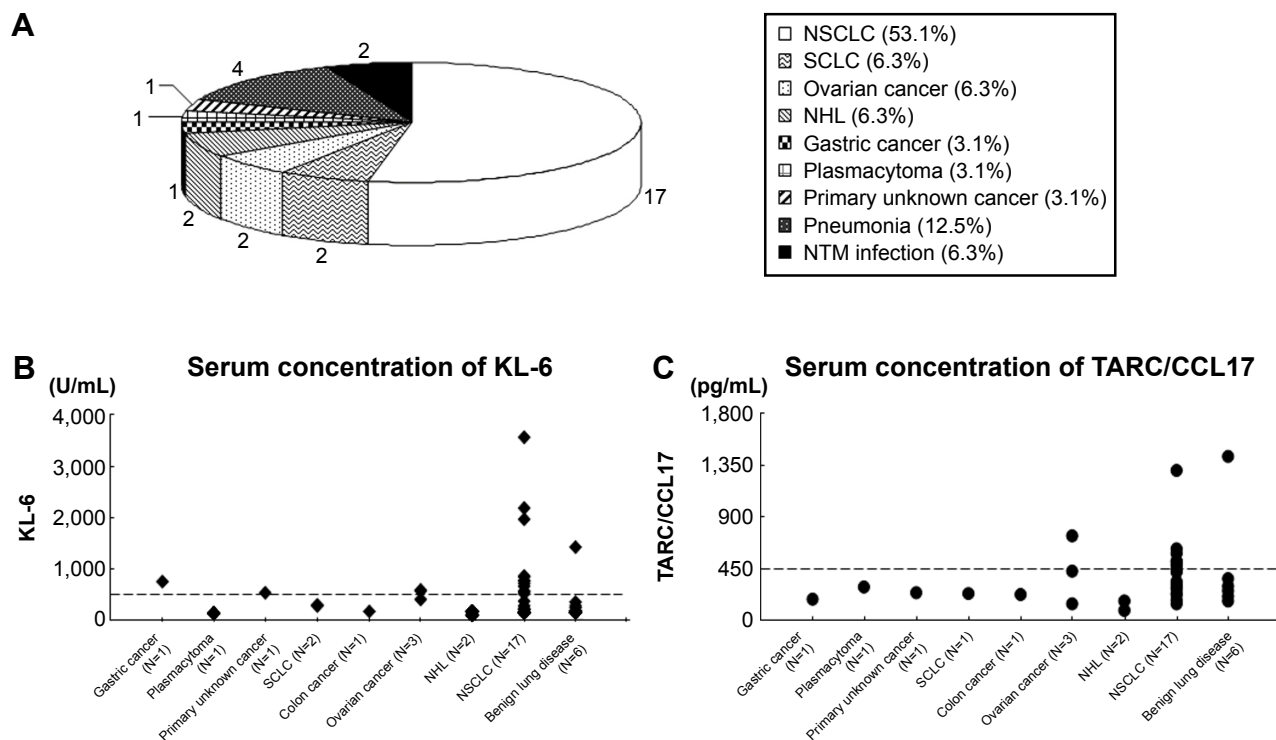 A
2
4
1
1
1
2
2
2
17
NSCLC (53.1%)
SCLC (6.3%)
Ovarian cancer (6.3%)
NHL (6.3%)
Gastric cancer (3.1%)
Plasmacytoma (3.1%)
Primary unknown cancer (3.1%)
Pneumonia (12.5%)
NTM infection (6.3%)
B
Serum concentration of KL-6
(U/mL)
4,000
3,000
2,000
1,000
0
KL-6
Gastric cancer
(N=1)
Plasmacytoma
(N=1)
Primary unknown cancer
(N=1)
SCLC (N=2)
Colon cancer (N=1)
Ovarian cancer (N=3)
NHL (N=2)
NSCLC (N=17)
Benign lung disease
(N=6)
C
Serum concentration of TARC/CCL17
(pg/mL)
1,800
1,350
900
450
0
TARC/CCL17
Gastric cancer
(N=1)
Plasmacytoma
(N=1)
Primary unknown cancer
(N=1)
SCLC (N=1)
Colon cancer (N=1)
Ovarian cancer (N=3)
NHL (N=2)
NSCLC (N=17)
Benign lung disease
(N=6)